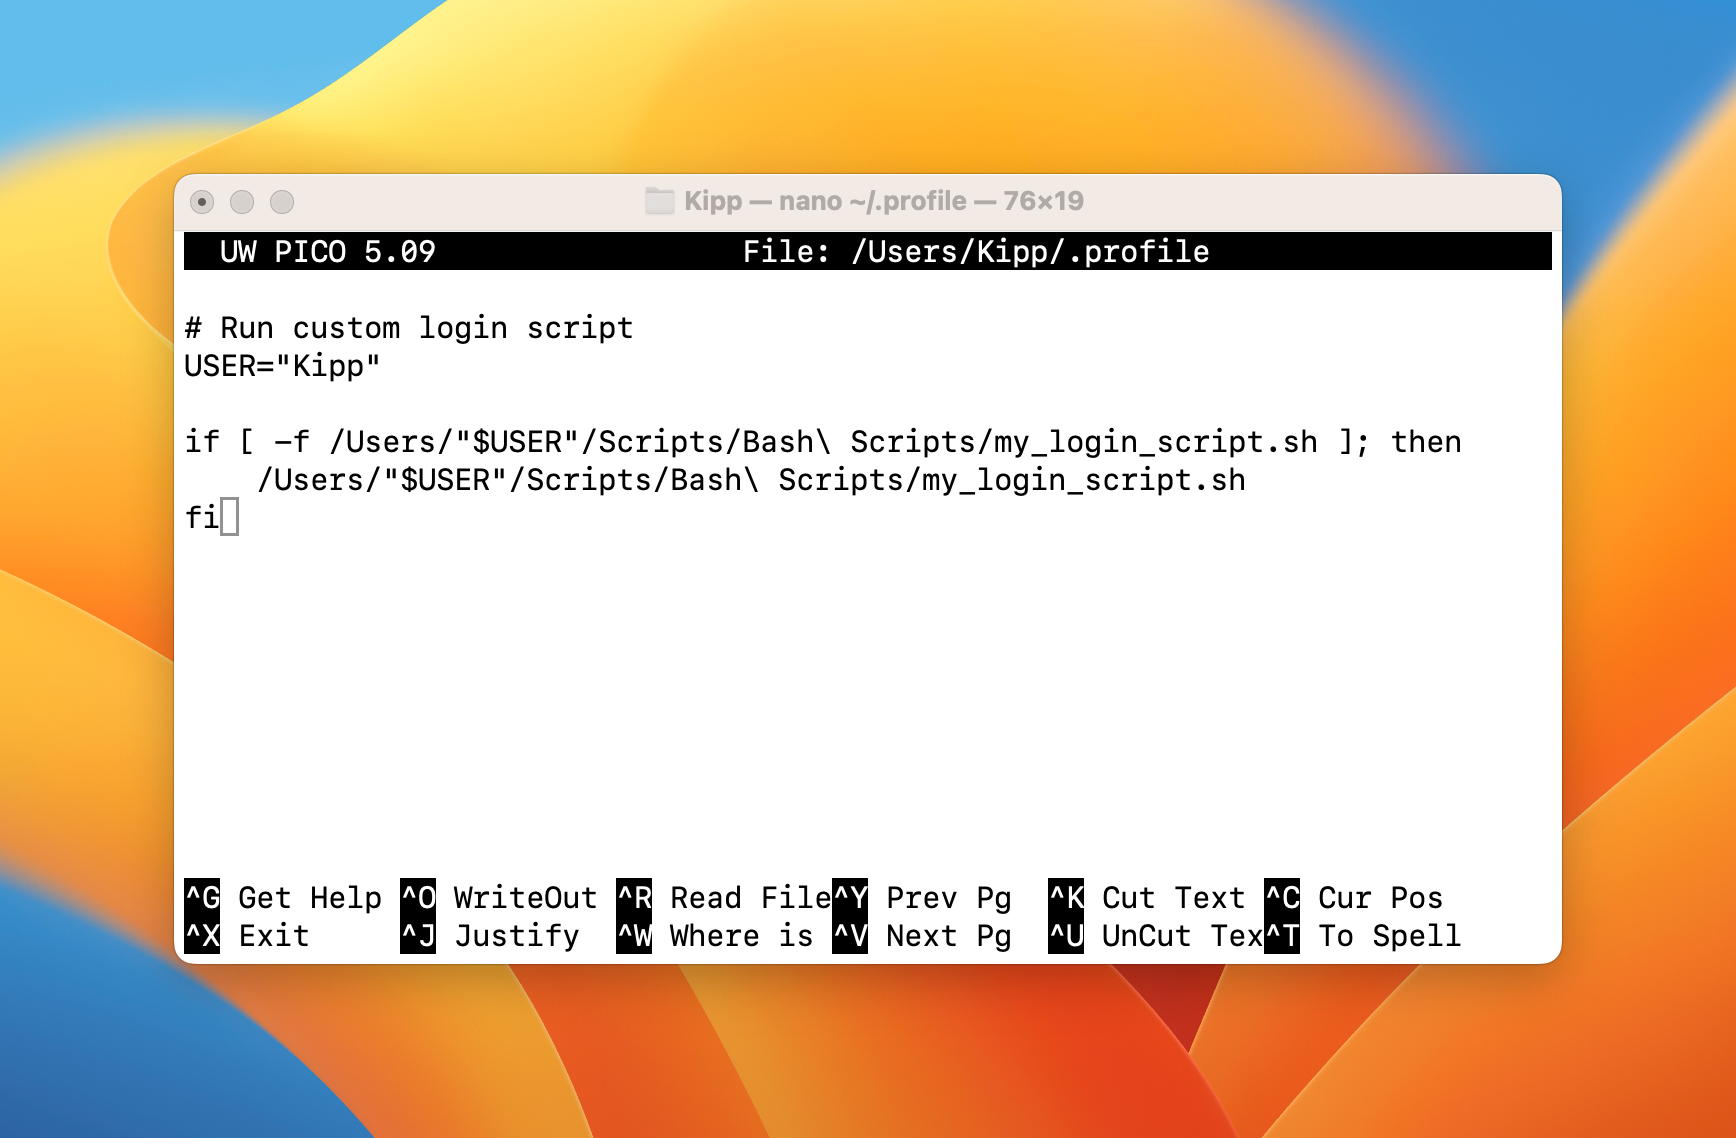 Kipp — nano ~/.profile — 76×19
UW PICO 5.09 File: /Users/Kipp/.profile
# Run custom login script
USER="Kipp"
if [ -f /Users/"$USER"/Scripts/Bash\ Scripts/my_login_script.sh ]; then
    /Users/"$USER"/Scripts/Bash\ Scripts/my_login_script.sh
fi
^G Get Help ^O WriteOut ^R Read File ^Y Prev Pg ^K Cut Text ^C Cur Pos
^X Exit ^J Justify ^W Where is ^V Next Pg ^U UnCut Tex ^T To Spell